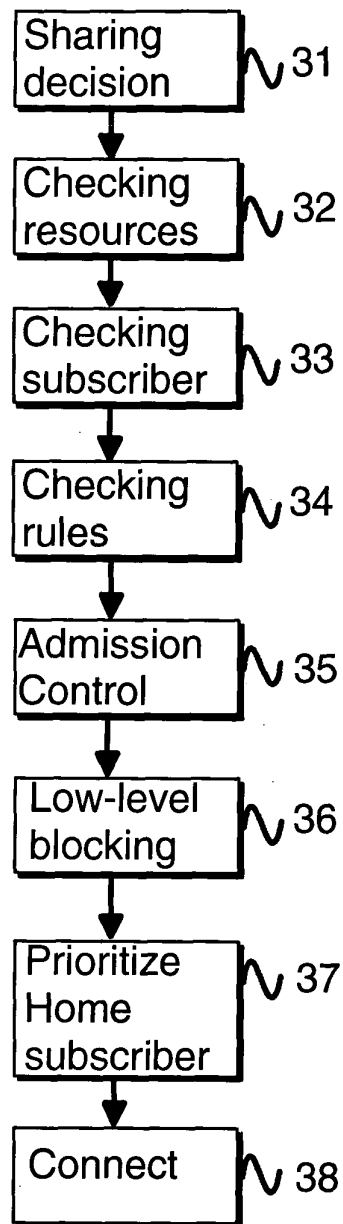 Sharing
decision
31
Checking
resources
32
Checking
subscriber
33
Checking
rules
34
Admission
Control
35
Low-level
blocking
36
Prioritize
Home
subscriber
37
Connect
38